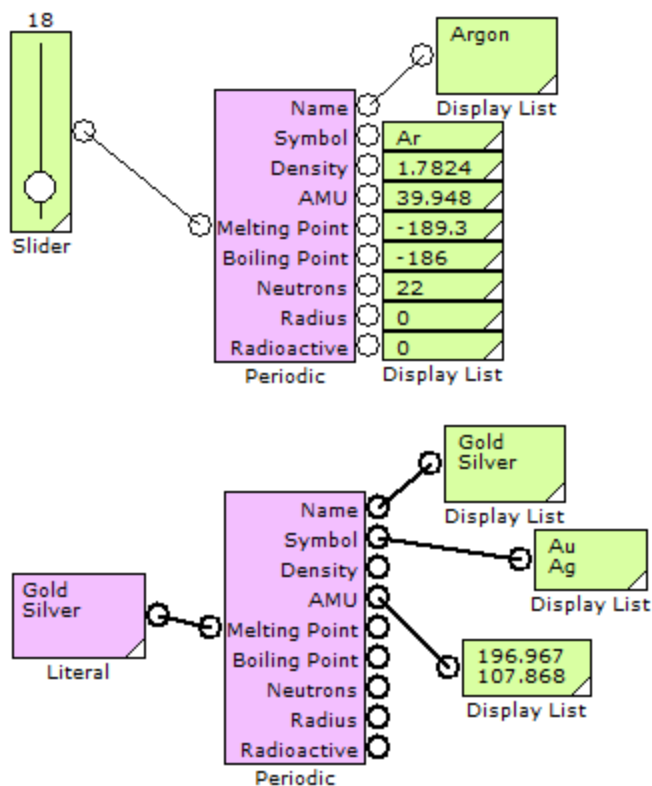 18
Argon
Name
Display List
Symbol
Ar
Density
1.7824
AMU
39.948
Melting Point
-189.3
Slider
Boiling Point
-186
Neutrons
22
Radius
0
Radioactive
0
Periodic
Display List
Gold
Silver
Name
Display List
Symbol
Au
Ag
Density
Gold
Silver
AMU
Display List
Melting Point
196.967
107.868
Literal
Boiling Point
Neutrons
Display List
Radius
Radioactive
Periodic